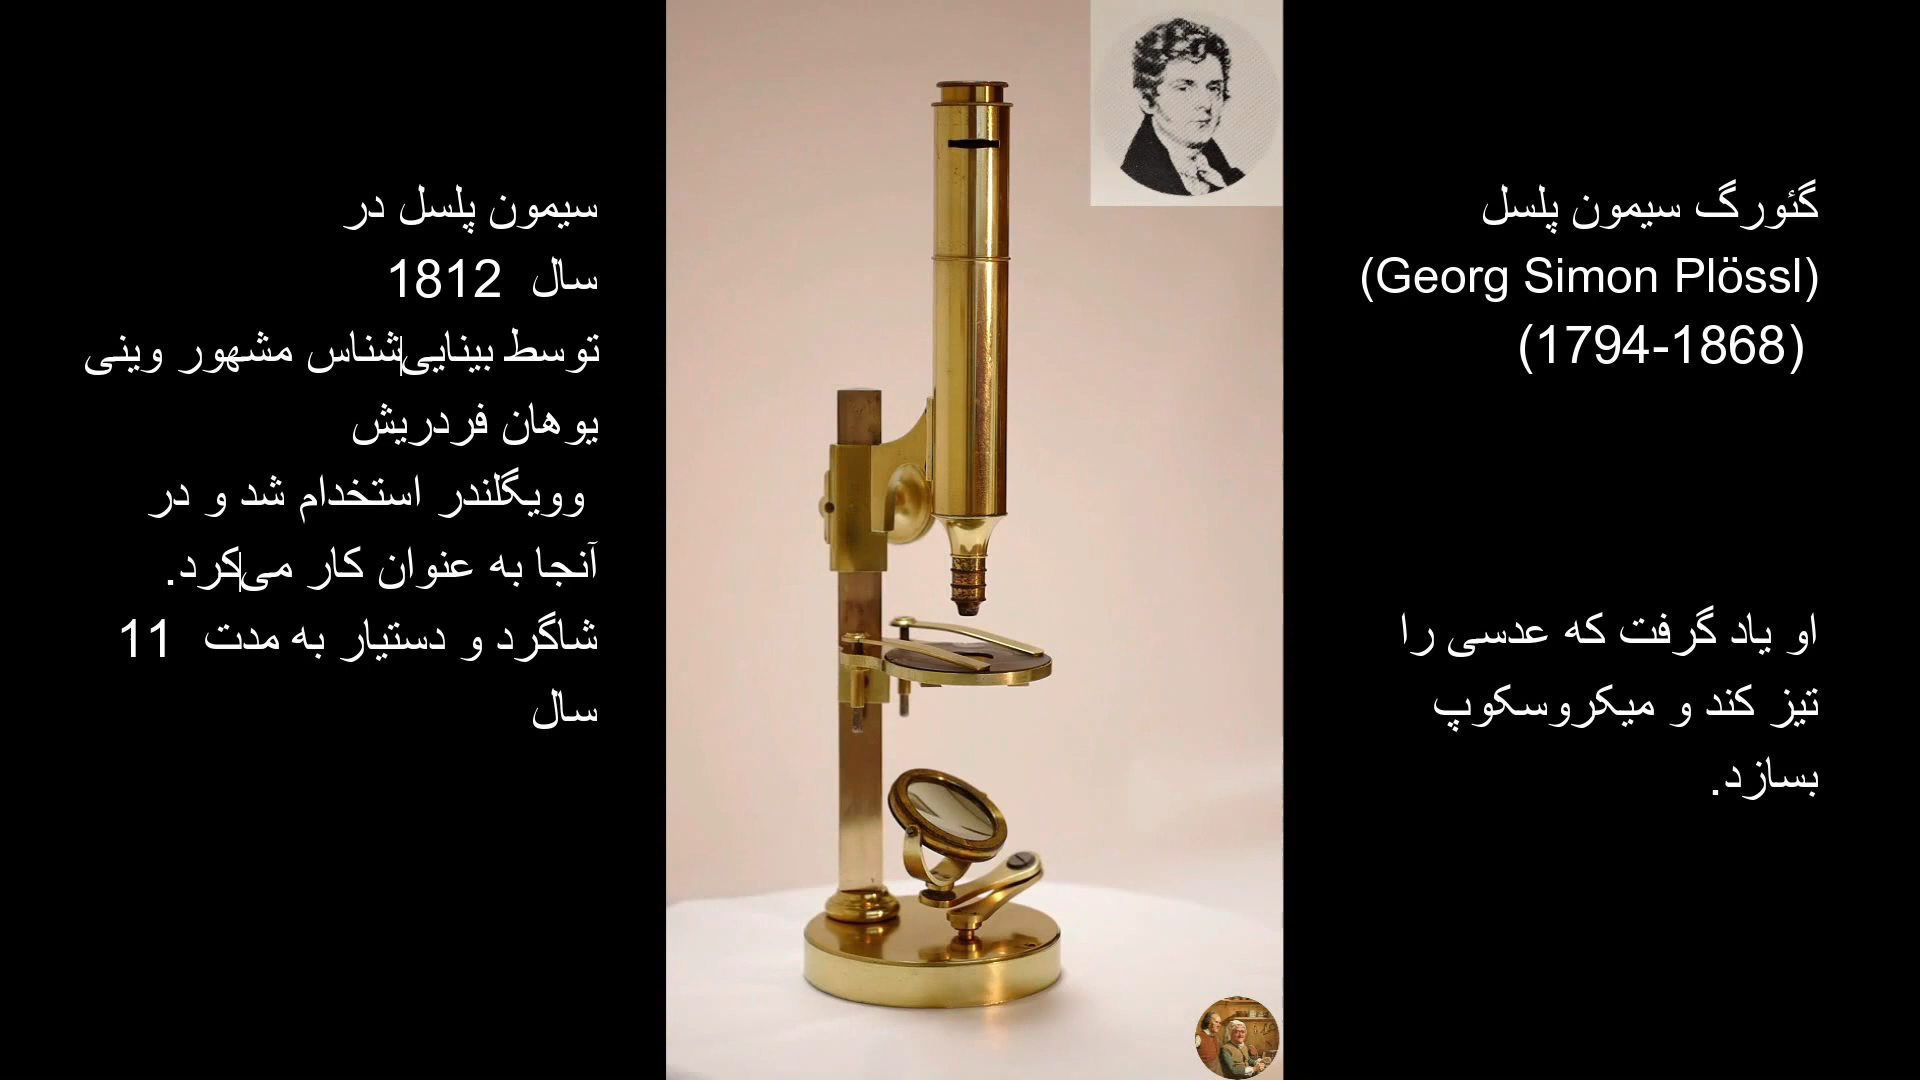 گئورگ سیمون پلسل
(Georg Simon Plössl)
(1794-1868)
او یاد گرفت که عدسی را
تیز کند و میکروسکوپ
بسازد.
سیمون پلسل در
سال 1812
توسط بینایی‌شناس مشهور وینی
یوهان فردریش
وویگلندر استخدام شد و در
آنجا به عنوان کار می‌کرد.
شاگرد و دستیار به مدت 11
سال